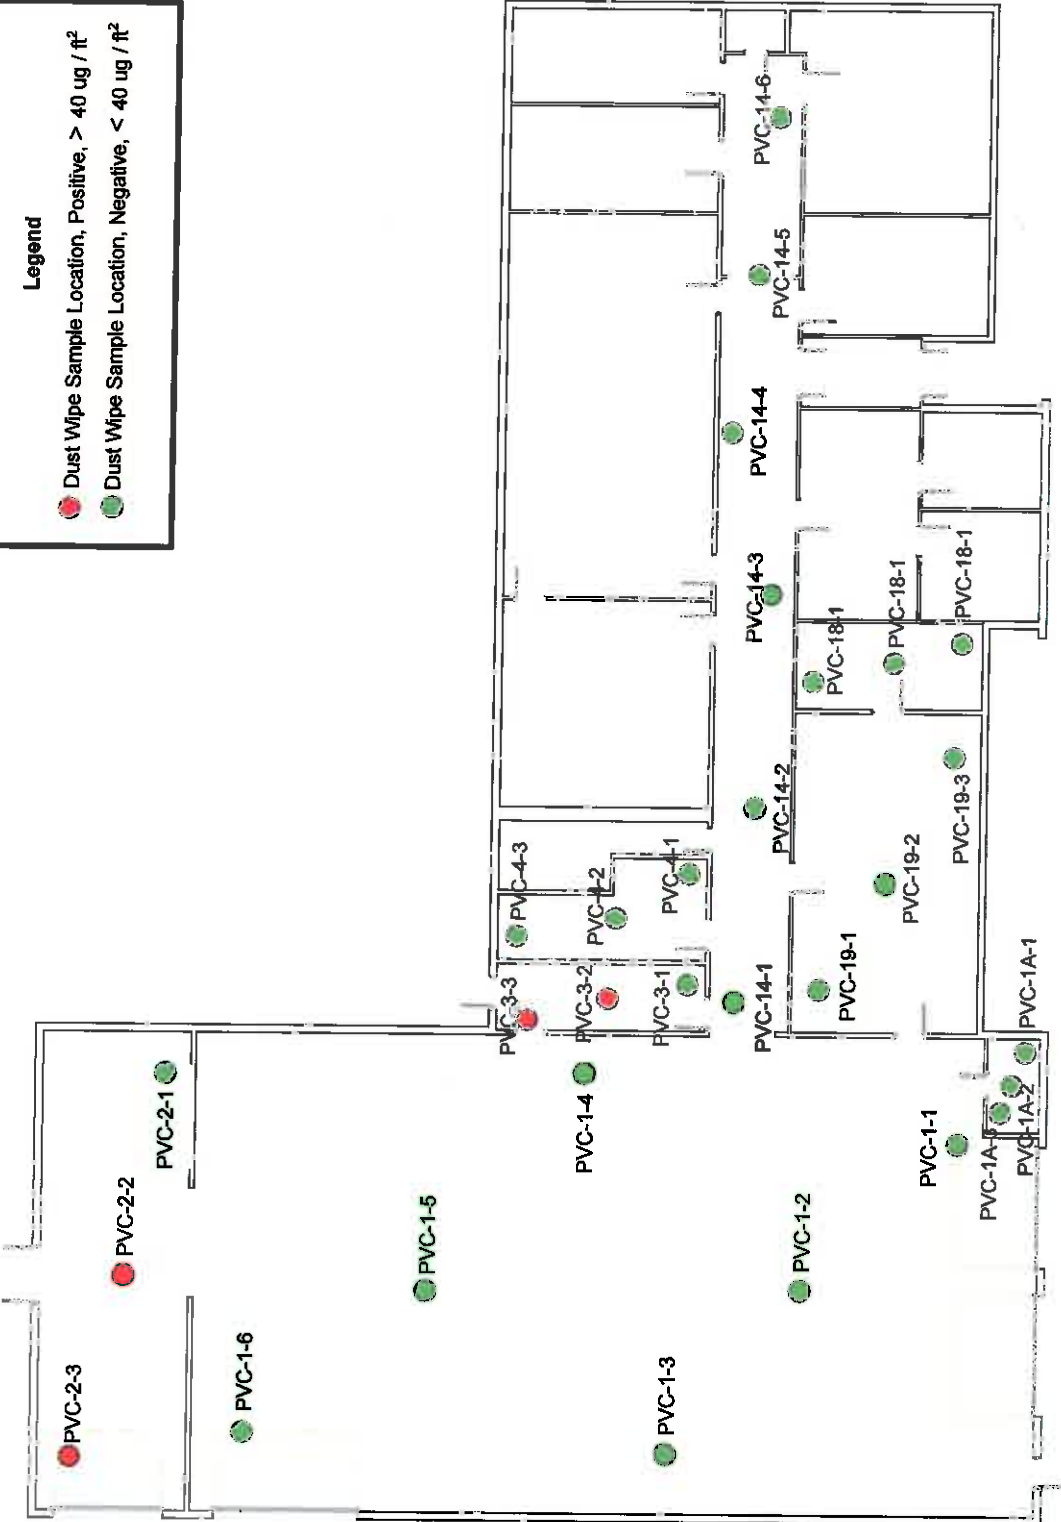 Legend
Dust Wipe Sample Location, Positive, > 40 ug / ft²
Dust Wipe Sample Location, Negative, < 40 ug / ft²
PVC-2-3
PVC-2-2
PVC-2-1
PVC-1-6
PVC-1-5
PVC-1-4
PVC-1-3
PVC-1-2
PVC-1-1
PVC-3-3
PVC-3-2
PVC-3-1
PVC-4-3
PVC-4-2
PVC-4-1
PVC-14-1
PVC-14-2
PVC-14-3
PVC-14-4
PVC-14-5
PVC-14-6
PVC-19-1
PVC-19-2
PVC-19-3
PVC-18-1
PVC-18-1
PVC-18-1
PVC-1A-1
PVC-1A-2